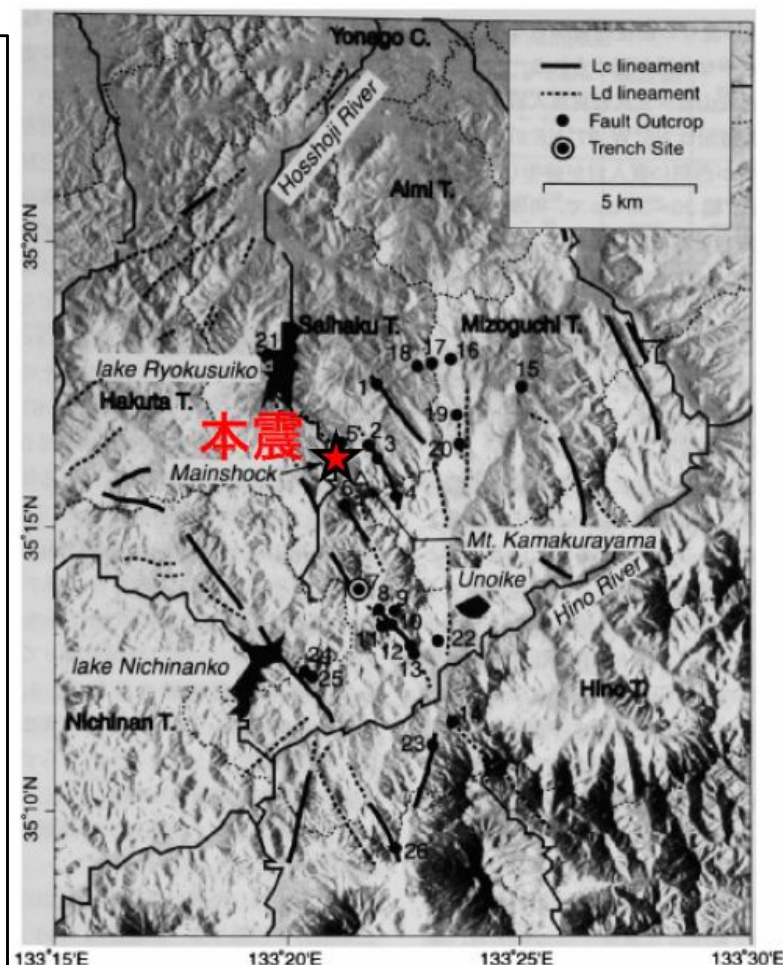 Yonago C.
Hosshoji River
Lc lineament
Ld lineament
Fault Outcrop
Trench Site
5 km
Aimi T.
35°20'N
Saihaku T.
Mizoguchi T.
21
18
17
16
lake Ryokusuiko
1
15
Hakuta T.
19
本震
5
2
3
20
Mainshock
6
4
35°15'N
Mt. Kamakurayama
7
Unoike
Hino River
8
9
10
11
22
12
13
lake Nichinanko
24
25
Hino T.
Nichinan T.
23
35°10'N
26
133°15'E
133°20'E
133°25'E
133°30'E